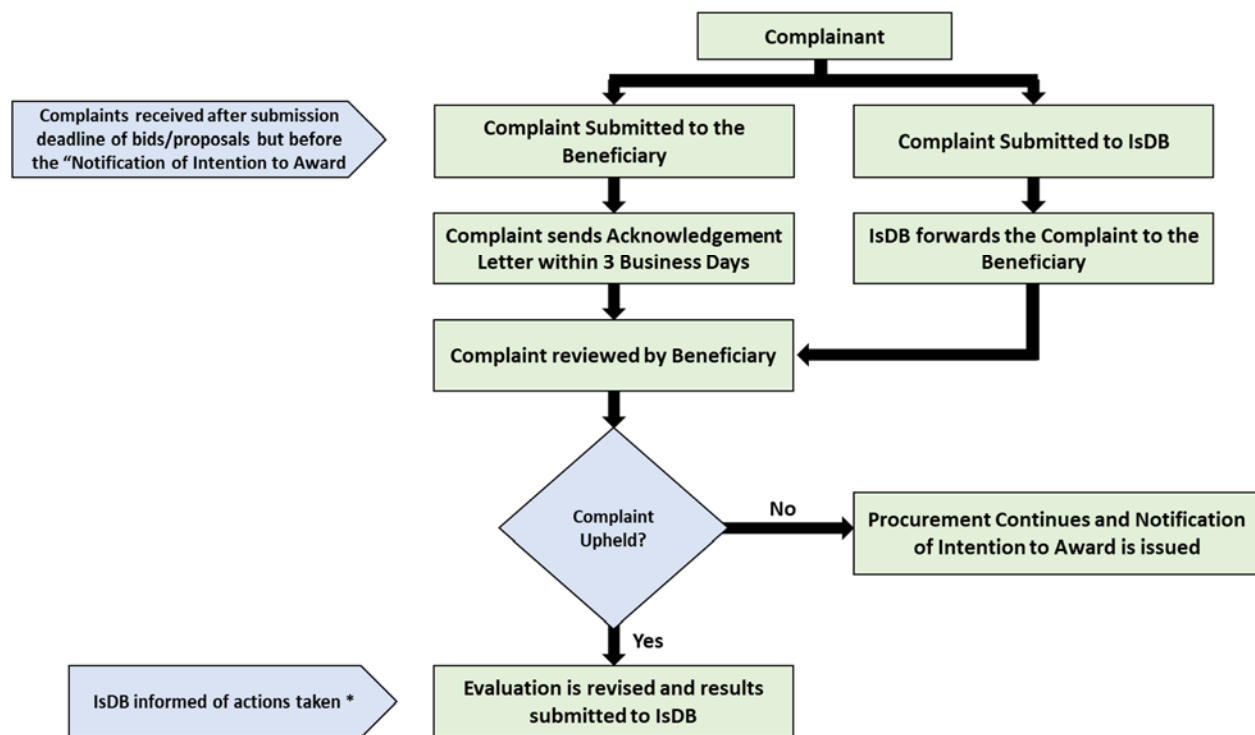 Complainant
Complaints received after submission
deadline of bids/proposals but before
the “Notification of Intention to Award
Complaint Submitted to the
Beneficiary
Complaint Submitted to IsDB
Complaint sends Acknowledgement
Letter within 3 Business Days
IsDB forwards the Complaint to the
Beneficiary
Complaint reviewed by Beneficiary
Complaint
Upheld?
No
Procurement Continues and Notification
of Intention to Award is issued
Yes
IsDB informed of actions taken *
Evaluation is revised and results
submitted to IsDB